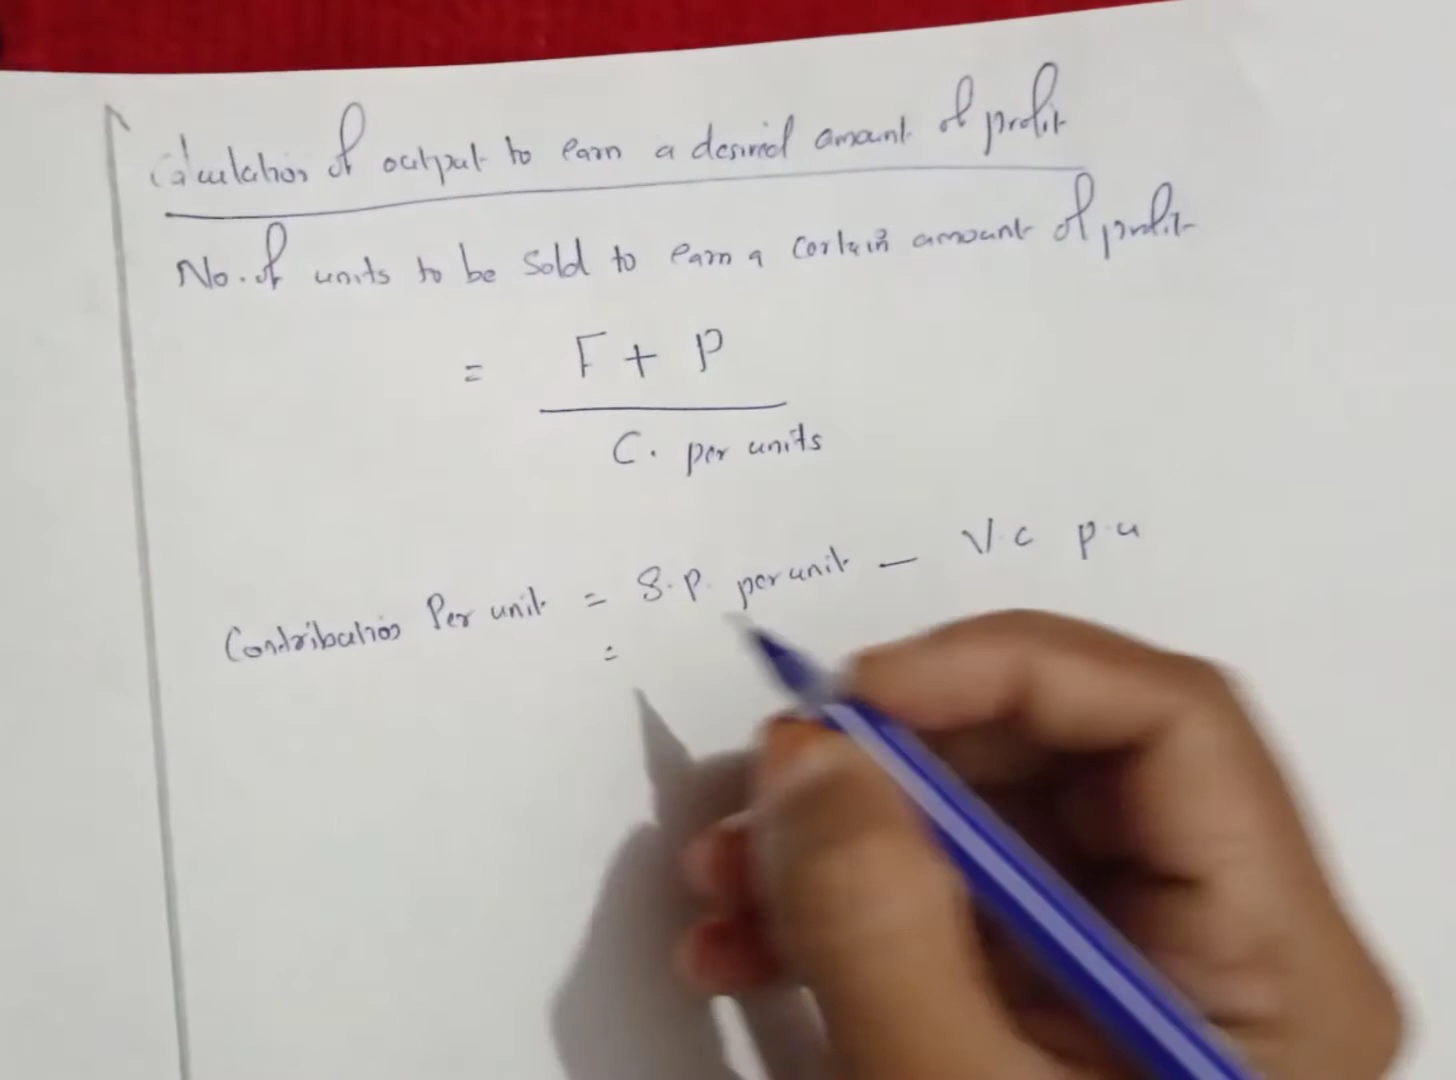 Calculation of output to earn a desired amount of profit
No. of units to be sold to earn a certain amount of profit
= F + P
C. per units
Contribution Per unit = S.P. per unit — V.C p.u
=